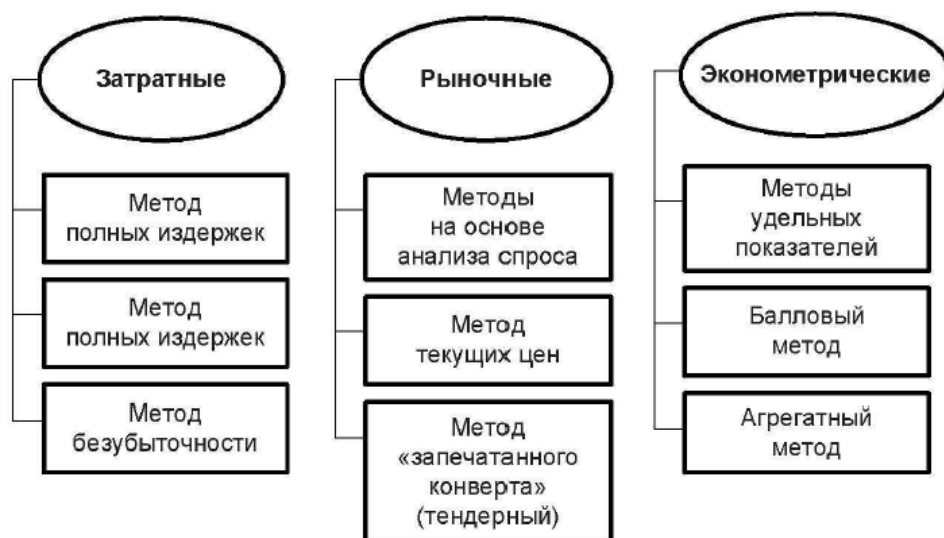 Затратные
Метод
полных издержек
Метод
полных издержек
Метод
безубыточности
Рыночные
Методы
на основе
анализа спроса
Метод
текущих цен
Метод
«запечатанного
конверта»
(тендерный)
Эконометрические
Методы
удельных
показателей
Балловый
метод
Агрегатный
метод